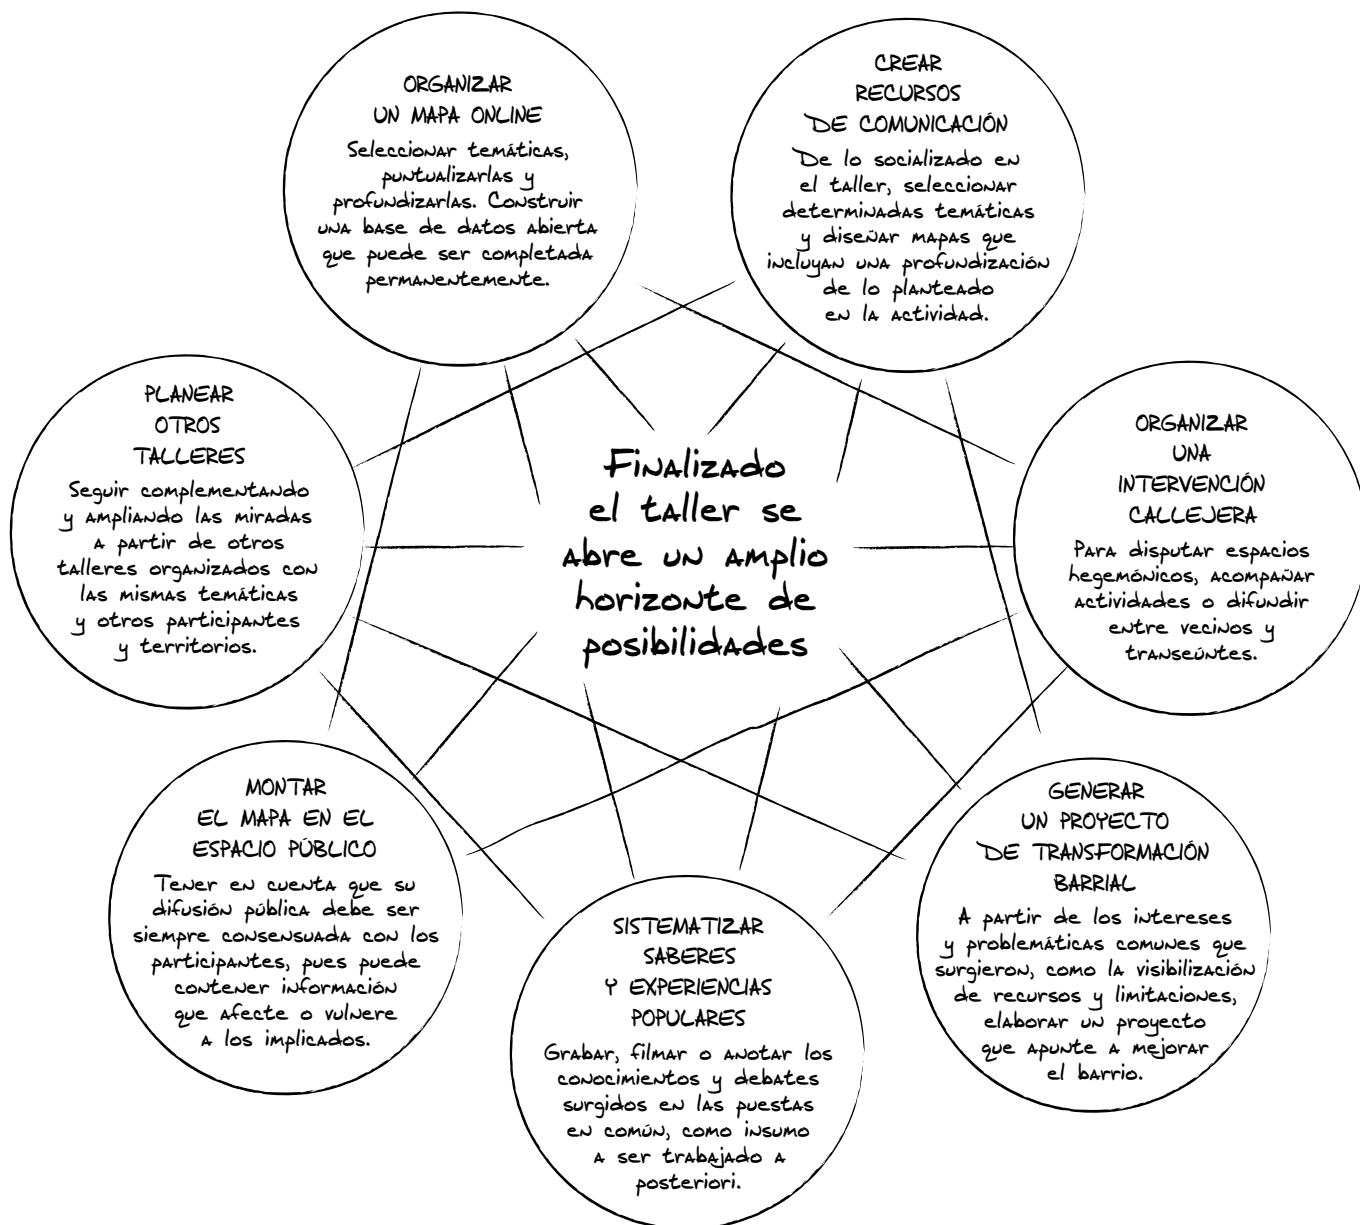 ORGANIZAR
UN MAPA ONLINE
Seleccionar temáticas,
puntualizarlas y
profundizarlas. Construir
una base de datos abierta
que puede ser completada
permanentemente.
CREAR
RECURSOS
DE COMUNICACIÓN
De lo socializado en
el taller, seleccionar
determinadas temáticas
y diseñar mapas que
incluyan una profundización
de lo planteado
en la actividad.
PLANEAR
OTROS
TALLERES
Seguir complementando
y ampliando las miradas
a partir de otros
talleres organizados con
las mismas temáticas
y otros participantes
y territorios.
Finalizado
el taller se
abre un amplio
horizonte de
posibilidades
ORGANIZAR
UNA
INTERVENCIÓN
CALLEJERA
Para disputar espacios
hegemónicos, acompañar
actividades o difundir
entre vecinos y
transeúntes.
MONTAR
EL MAPA EN EL
ESPACIO PÚBLICO
Tener en cuenta que su
difusión pública debe ser
siempre consensuada con los
participantes, pues puede
contener información
que afecte o vulnere
a los implicados.
SISTEMATIZAR
SABERES
Y EXPERIENCIAS
POPULARES
Grabar, filmar o anotar los
conocimientos y debates
surgidos en las puestas
en común, como insumo
a ser trabajado a
posteriori.
GENERAR
UN PROYECTO
DE TRANSFORMACIÓN
BARRIAL
A partir de los intereses
y problemáticas comunes que
surgieron, como la visibilización
de recursos y limitaciones,
elaborar un proyecto
que apunte a mejorar
el barrio.